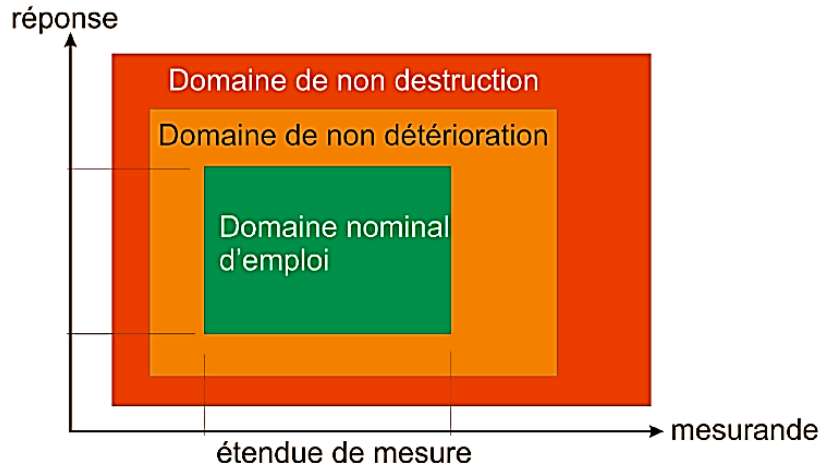 réponse
Domaine de non destruction
Domaine de non détérioration
Domaine nominal
d'emploi
mesurande
étendue de mesure